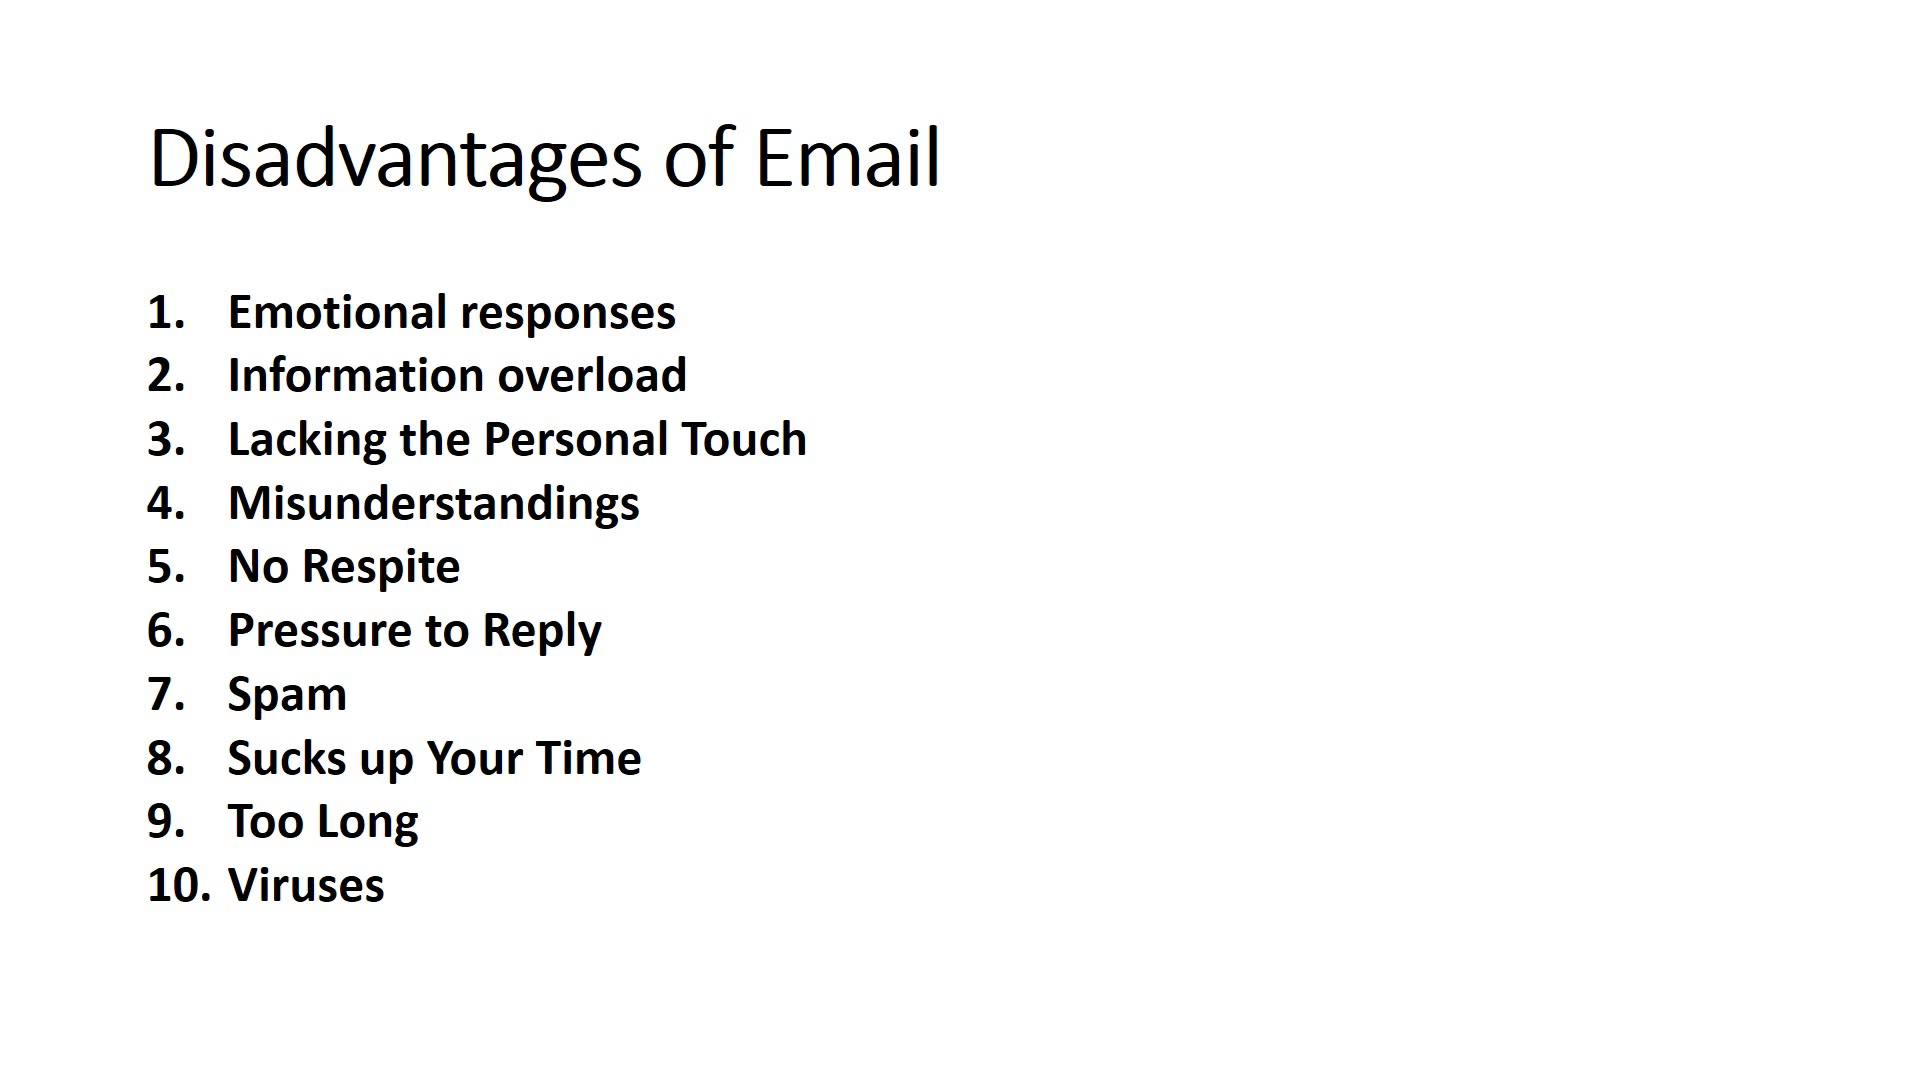 Disadvantages of Email
1. Emotional responses
2. Information overload
3. Lacking the Personal Touch
4. Misunderstandings
5. No Respite
6. Pressure to Reply
7. Spam
8. Sucks up Your Time
9. Too Long
10. Viruses